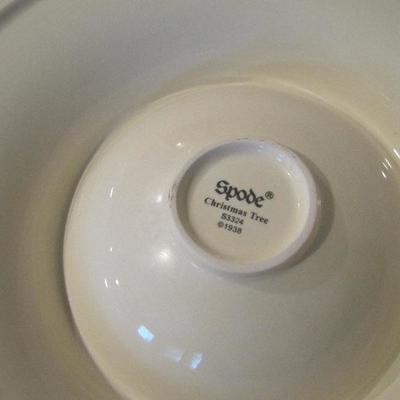 Spode®
Christmas Tree
S3324
©1938